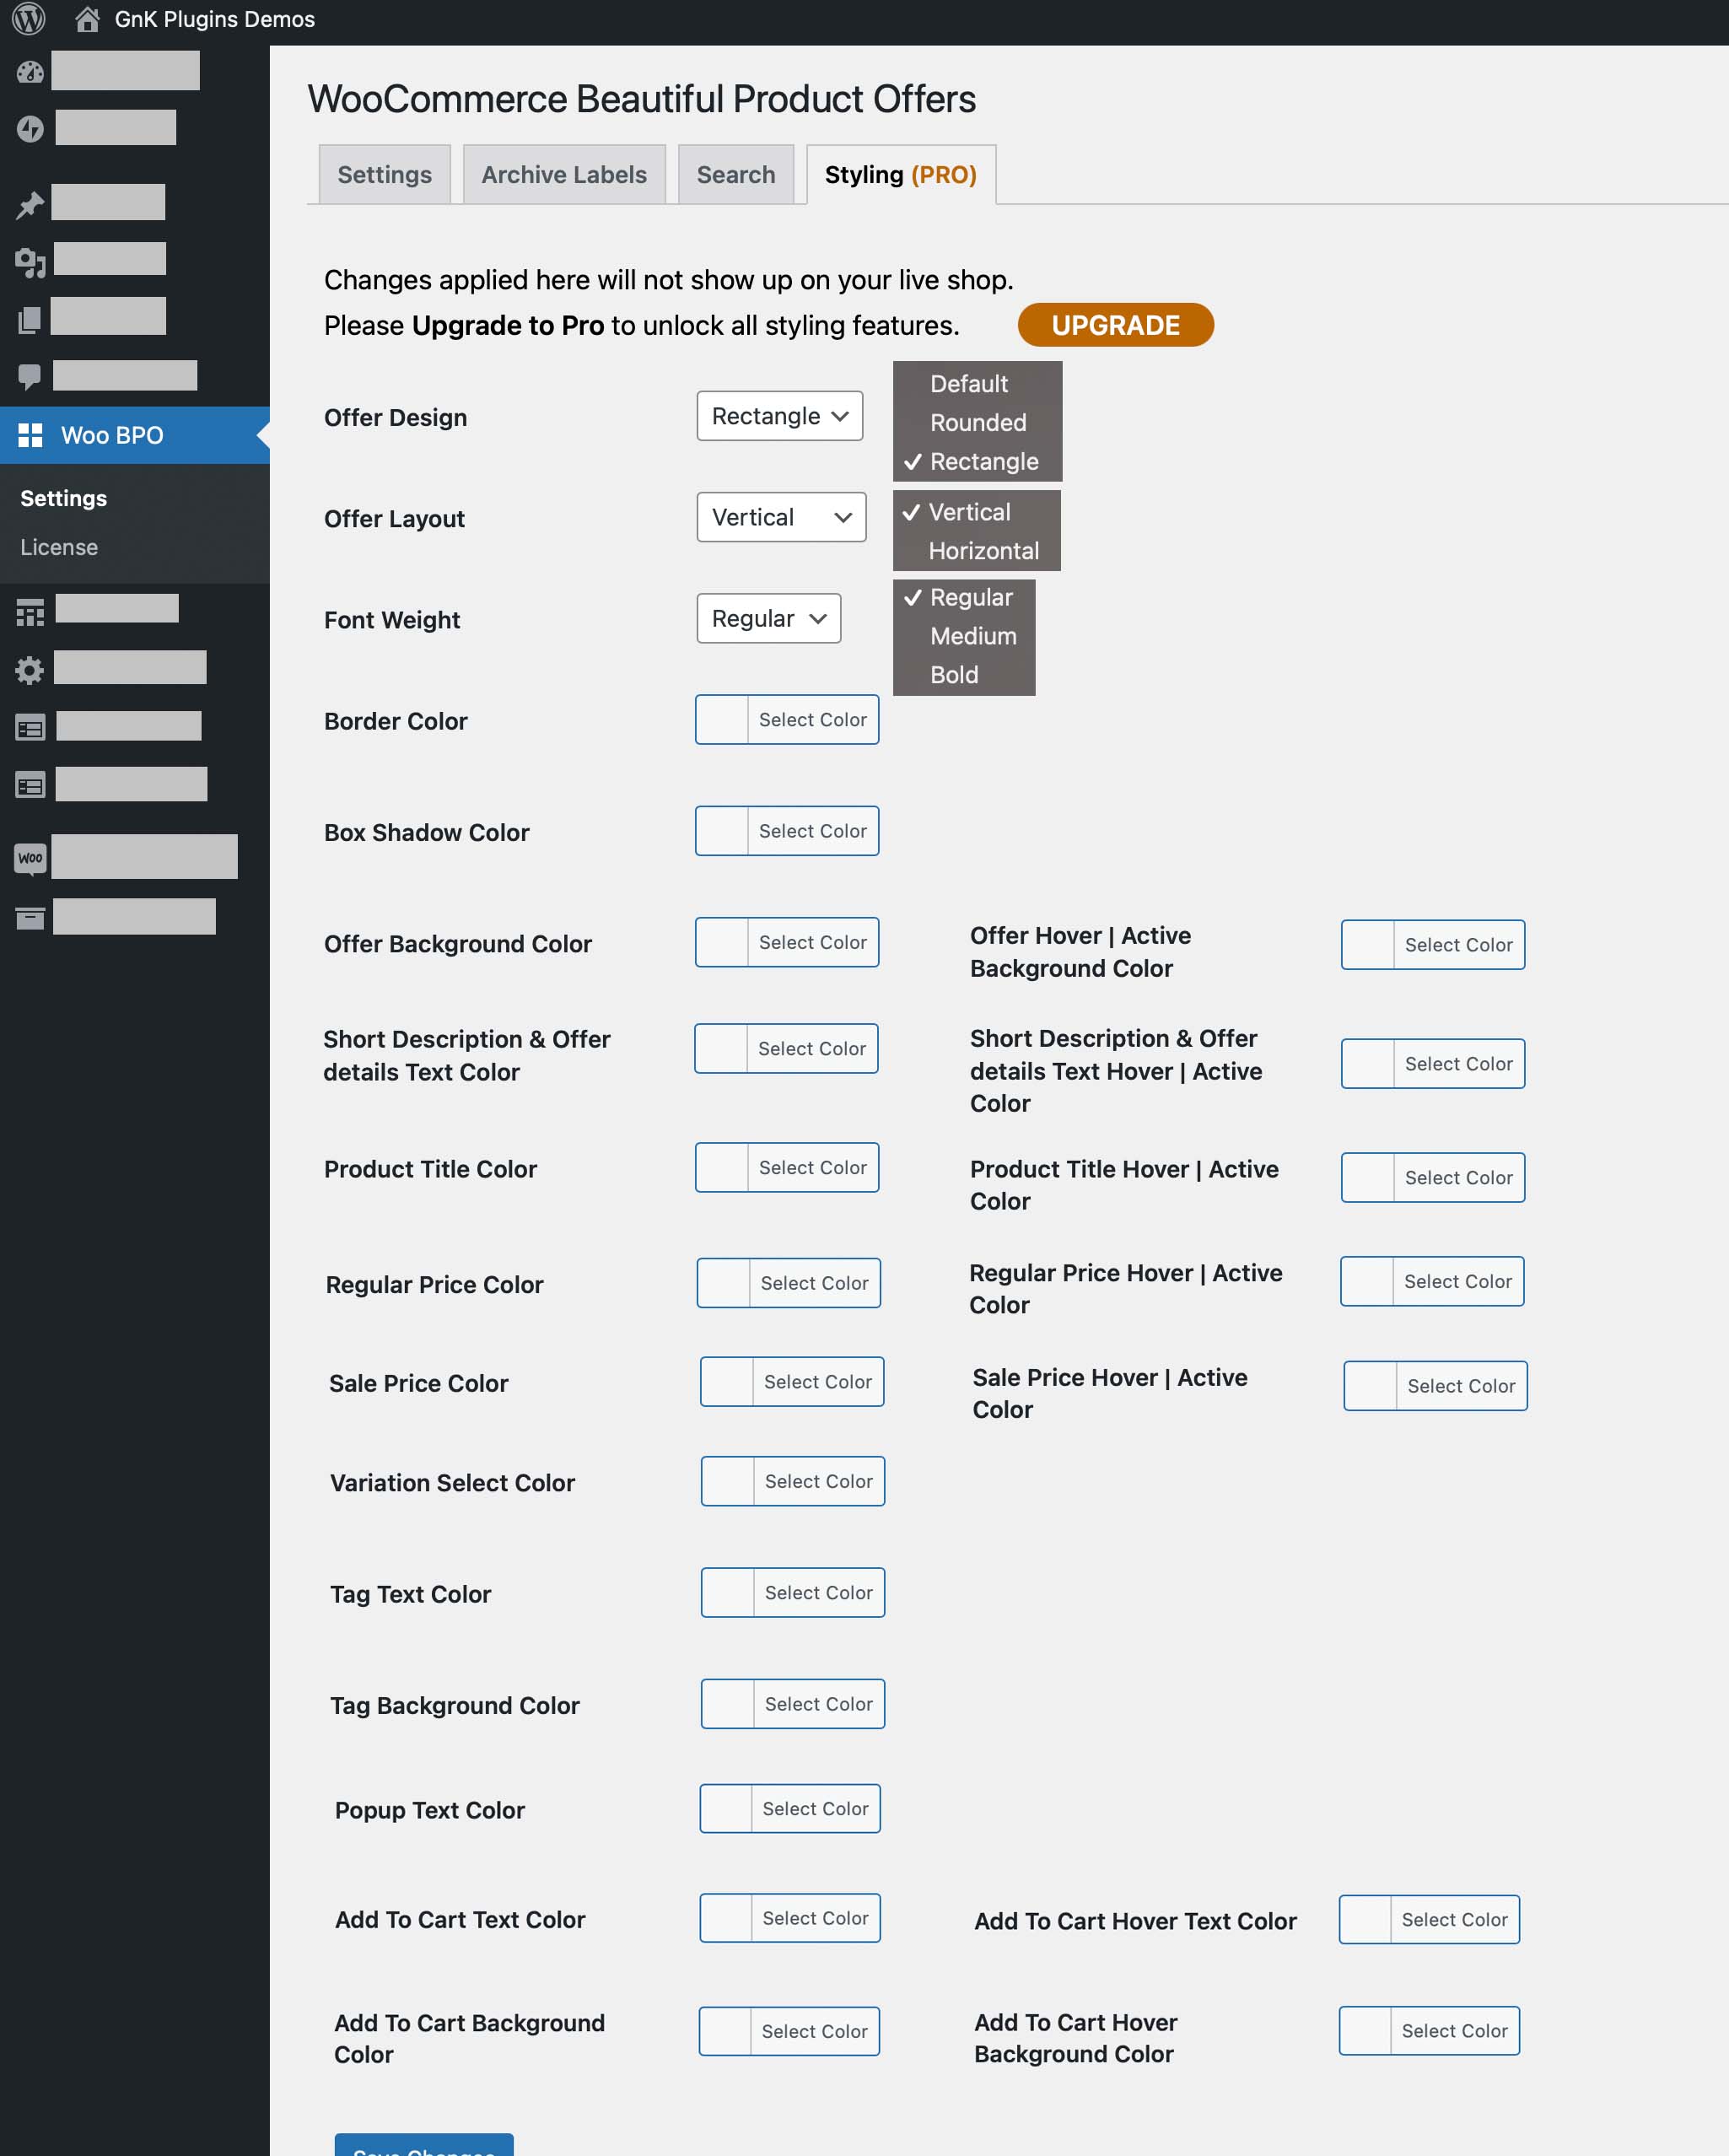 GnK Plugins Demos
WooCommerce Beautiful Product Offers
Settings
Archive Labels
Search
Styling (PRO)
Changes applied here will not show up on your live shop.
Please Upgrade to Pro to unlock all styling features.
UPGRADE
Woo BPO
Settings
License
Woo
Offer Design
Rectangle
Default
Rounded
✓ Rectangle
Offer Layout
Vertical
✓ Vertical
Horizontal
Font Weight
Regular
✓ Regular
Medium
Bold
Border Color
Select Color
Box Shadow Color
Select Color
Offer Background Color
Select Color
Offer Hover | Active
Background Color
Select Color
Short Description & Offer
details Text Color
Select Color
Short Description & Offer
details Text Hover | Active
Color
Select Color
Product Title Color
Select Color
Product Title Hover | Active
Color
Select Color
Regular Price Color
Select Color
Regular Price Hover | Active
Color
Select Color
Sale Price Color
Select Color
Sale Price Hover | Active
Color
Select Color
Variation Select Color
Select Color
Tag Text Color
Select Color
Tag Background Color
Select Color
Popup Text Color
Select Color
Add To Cart Text Color
Select Color
Add To Cart Hover Text Color
Select Color
Add To Cart Background
Color
Select Color
Add To Cart Hover
Background Color
Select Color
Save Changes